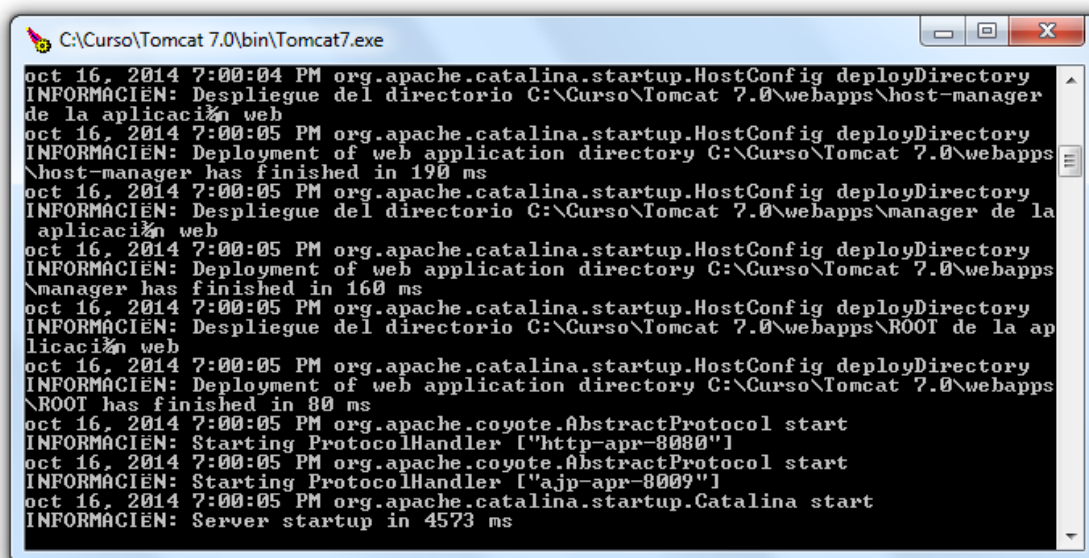 C:\Curso\Tomcat 7.0\bin\Tomcat7.exe
oct 16, 2014 7:00:04 PM org.apache.catalina.startup.HostConfig deployDirectory
INFORMACIËN: Despliegue del directorio C:\Curso\Tomcat 7.0\webapps\host-manager
de la aplicaci¾n web
oct 16, 2014 7:00:05 PM org.apache.catalina.startup.HostConfig deployDirectory
INFORMACIËN: Deployment of web application directory C:\Curso\Tomcat 7.0\webapps
\host-manager has finished in 190 ms
oct 16, 2014 7:00:05 PM org.apache.catalina.startup.HostConfig deployDirectory
INFORMACIËN: Despliegue del directorio C:\Curso\Tomcat 7.0\webapps\manager de la
aplicaci¾n web
oct 16, 2014 7:00:05 PM org.apache.catalina.startup.HostConfig deployDirectory
INFORMACIËN: Deployment of web application directory C:\Curso\Tomcat 7.0\webapps
\manager has finished in 160 ms
oct 16, 2014 7:00:05 PM org.apache.catalina.startup.HostConfig deployDirectory
INFORMACIËN: Despliegue del directorio C:\Curso\Tomcat 7.0\webapps\ROOT de la ap
licaci¾n web
oct 16, 2014 7:00:05 PM org.apache.catalina.startup.HostConfig deployDirectory
INFORMACIËN: Deployment of web application directory C:\Curso\Tomcat 7.0\webapps
\ROOT has finished in 80 ms
oct 16, 2014 7:00:05 PM org.apache.coyote.AbstractProtocol start
INFORMACIËN: Starting ProtocolHandler ["http-apr-8080"]
oct 16, 2014 7:00:05 PM org.apache.coyote.AbstractProtocol start
INFORMACIËN: Starting ProtocolHandler ["ajp-apr-8009"]
oct 16, 2014 7:00:05 PM org.apache.catalina.startup.Catalina start
INFORMACIËN: Server startup in 4573 ms